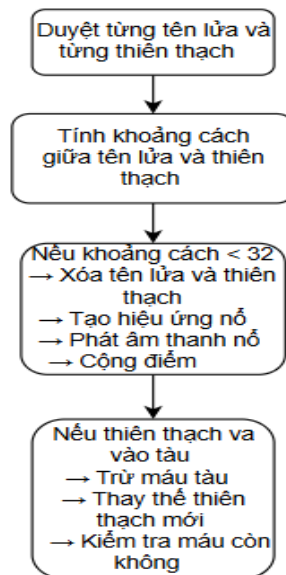 Duyệt từng tên lửa và
từng thiên thạch
Tính khoảng cách
giữa tên lửa và thiên
thạch
Nếu khoảng cách < 32
→ Xóa tên lửa và thiên
thạch
→ Tạo hiệu ứng nổ
→ Phát âm thanh nổ
→ Cộng điểm
Nếu thiên thạch va
vào tàu
→ Trừ máu tàu
→ Thay thế thiên
thạch mới
→ Kiểm tra máu còn
không